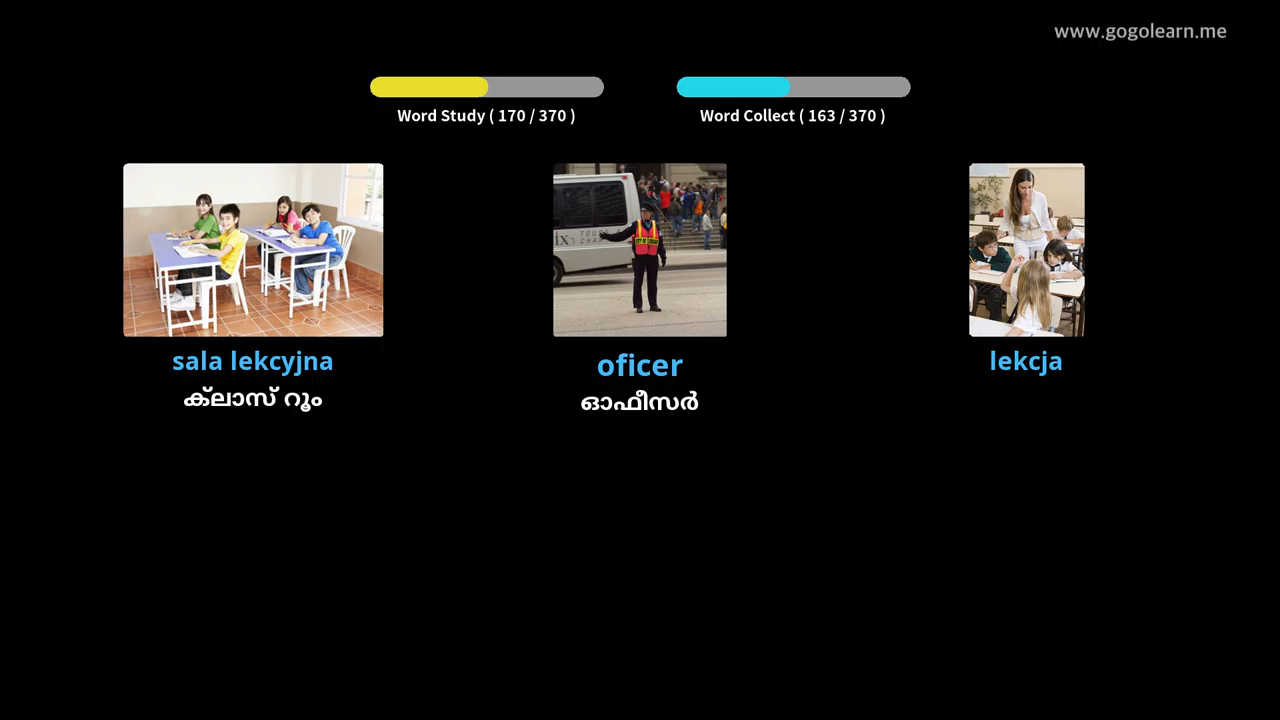 www.gogolearn.me
Word Study ( 170 / 370 )
Word Collect ( 163 / 370 )
sala lekcyjna
ക്ലാസ് റൂം
oficer
ഓഫീസർ
lekcja